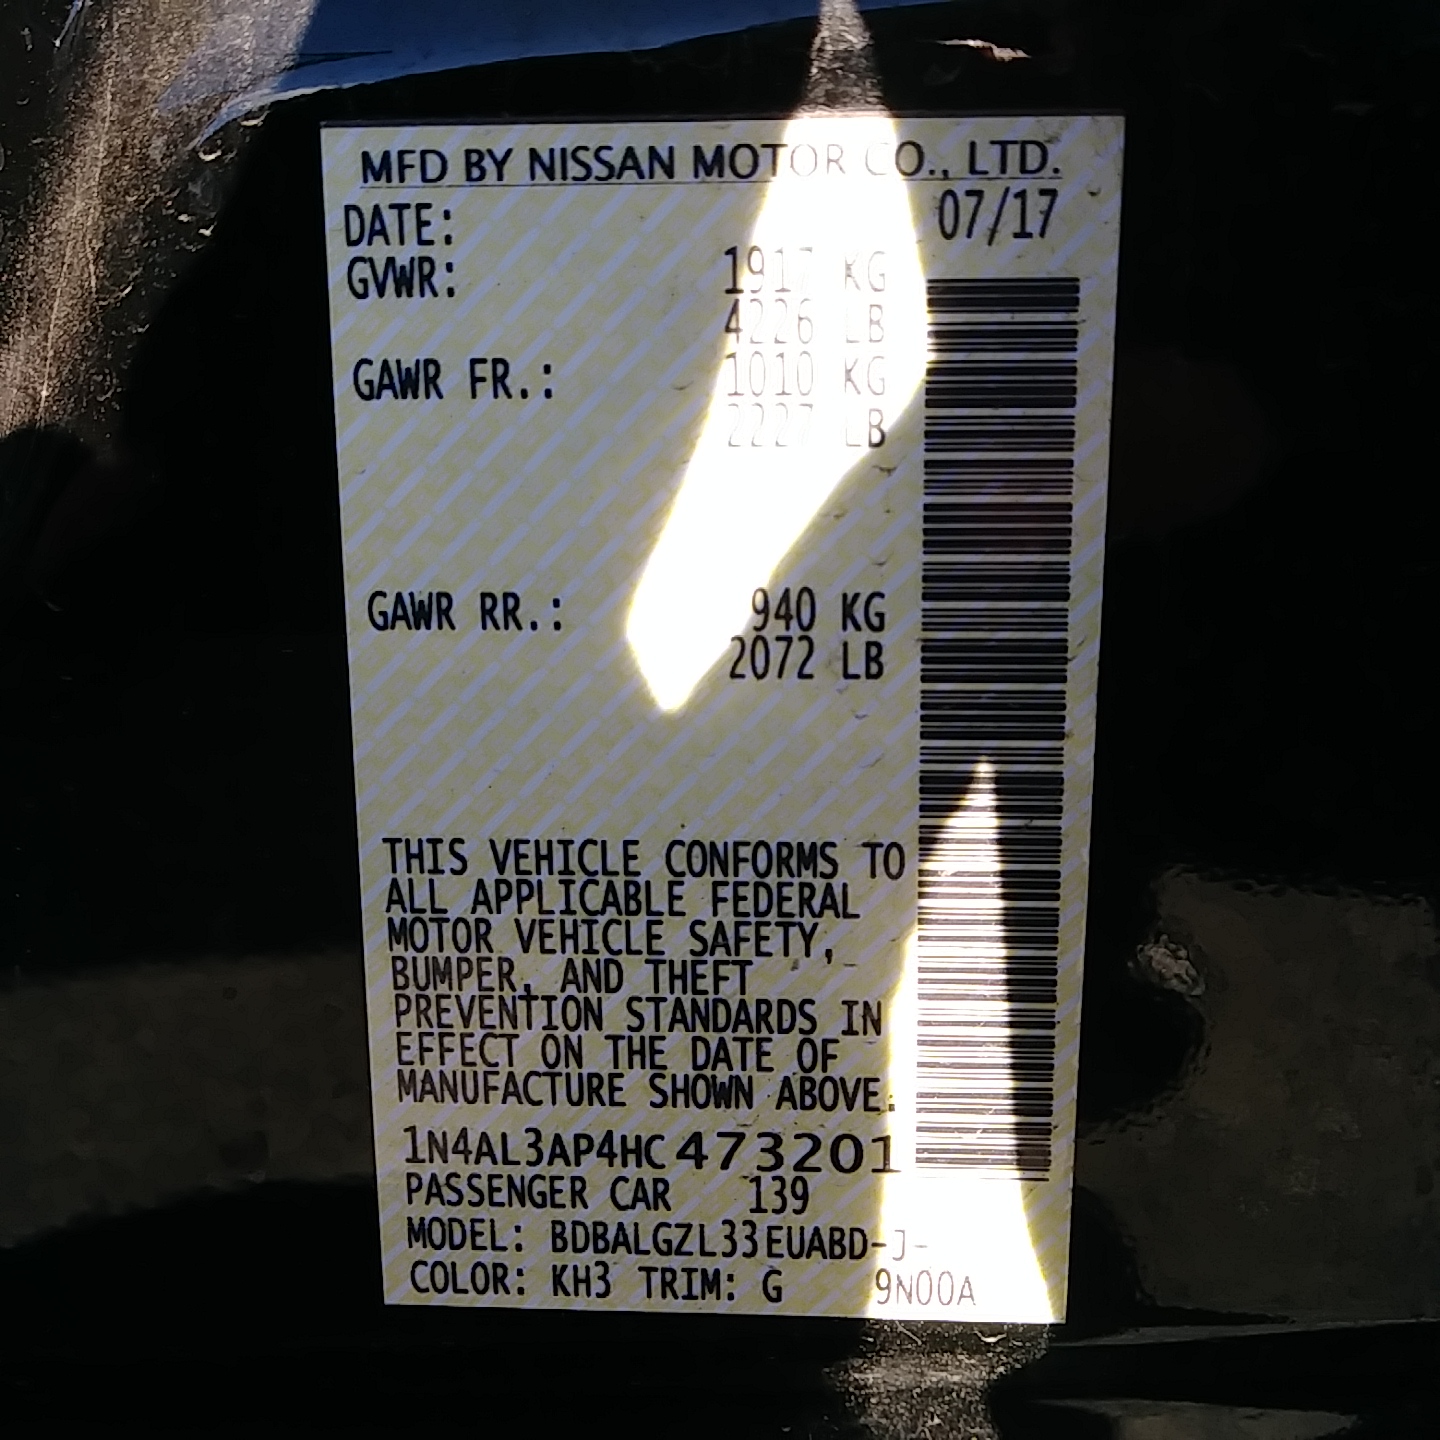 MFD BY NISSAN MOTOR CO., LTD.
DATE: 07/17
GVWR: 1917 KG
4226 LB
GAWR FR.: 1010 KG
2227 LB
GAWR RR.: 940 KG
2072 LB
THIS VEHICLE CONFORMS TO
ALL APPLICABLE FEDERAL
MOTOR VEHICLE SAFETY,
BUMPER, AND THEFT
PREVENTION STANDARDS IN
EFFECT ON THE DATE OF
MANUFACTURE SHOWN ABOVE.
1N4AL3AP4HC473201
PASSENGER CAR 139
MODEL: BDBALGZL33EUABD-J-
COLOR: KH3 TRIM: G 9N00A